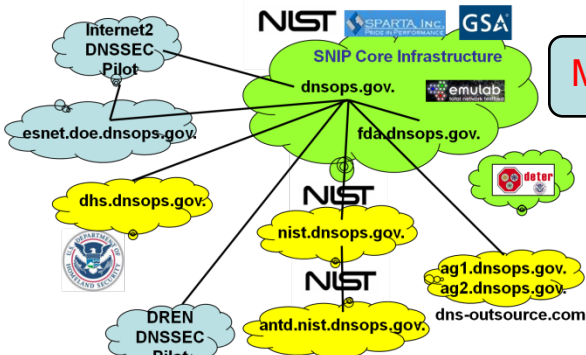 NIST
SPARTA, INC.
PRIDE IN PERFORMANCE
GSA
Internet2
DNSSEC
Pilot
SNIP Core Infrastructure
dnsops.gov.
emulab
total network testbed
M
esnet.doe.dnsops.gov.
fda.dnsops.gov.
deter
dhs.dnsops.gov.
NIST
nist.dnsops.gov.
U.S. DEPARTMENT OF
HOMELAND SECURITY
NIST
ag1.dnsops.gov.
ag2.dnsops.gov.
dns-outsource.com
DREN
DNSSEC
Pilot
antd.nist.dnsops.gov.